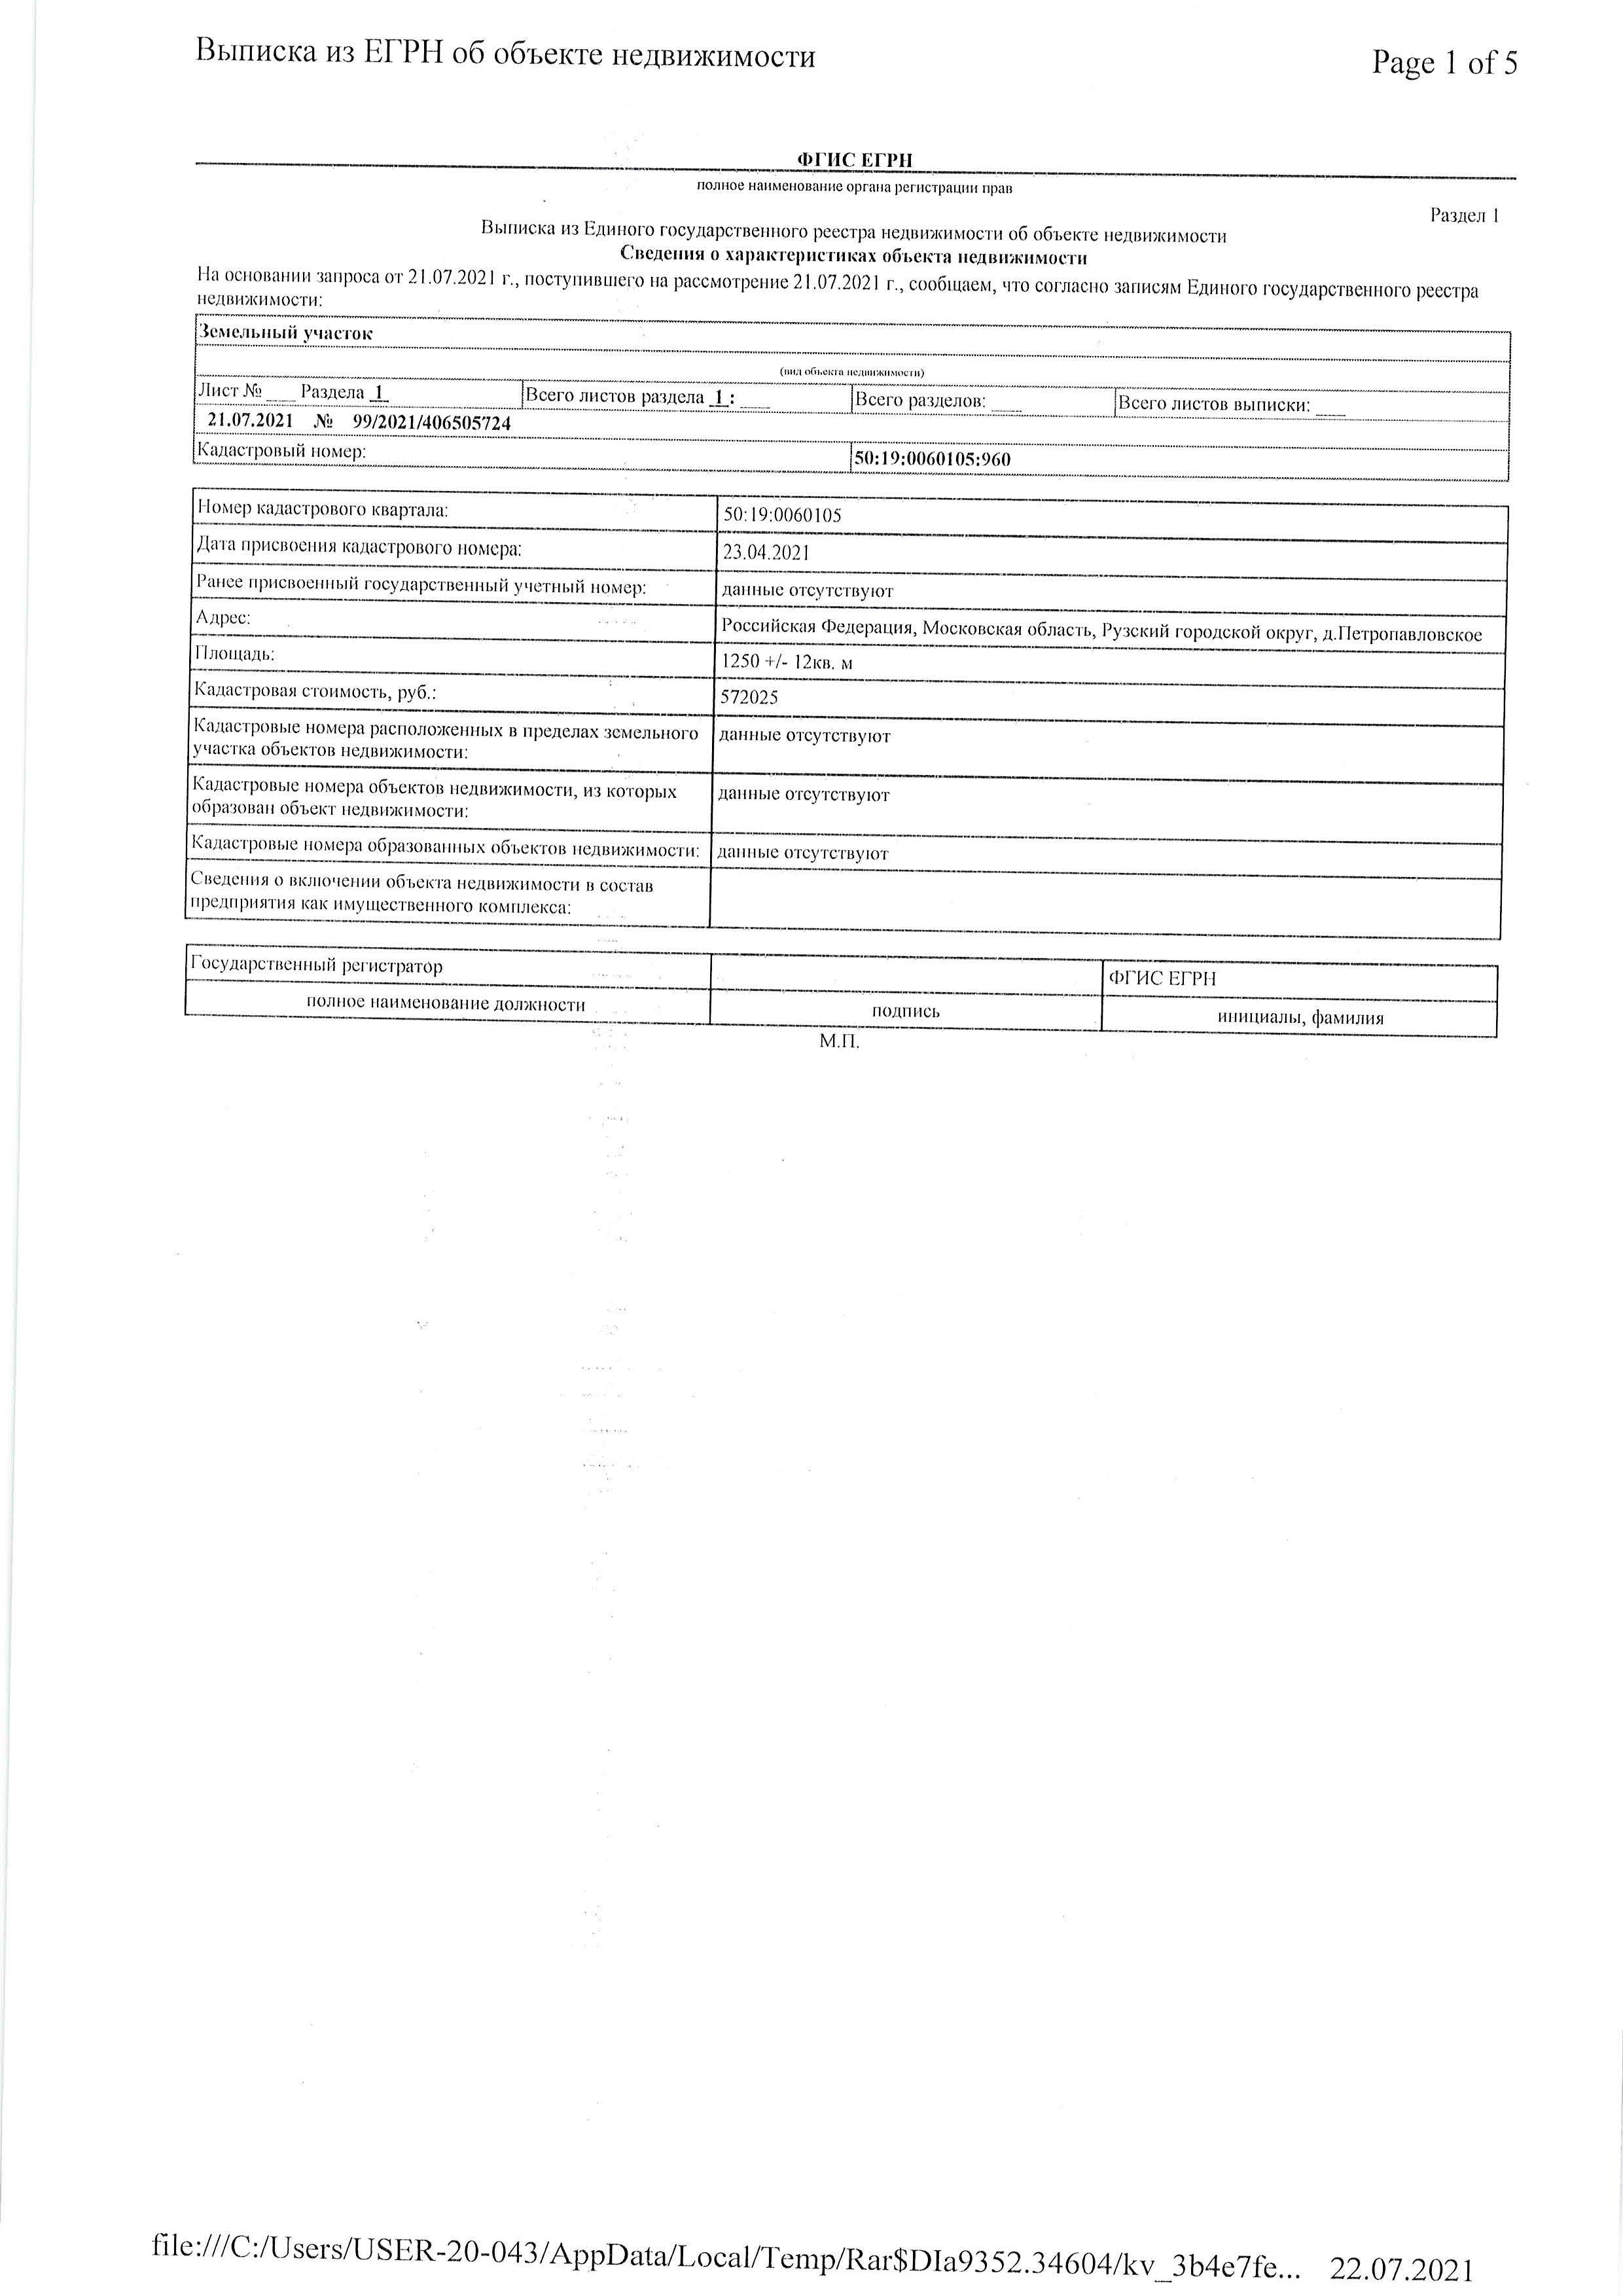 Выписка из ЕГРН об объекте недвижимости
Page 1 of 5
ФГИС ЕГРН
полное наименование органа регистрации прав
Раздел 1
Выписка из Единого государственного реестра недвижимости об объекте недвижимости
Сведения о характеристиках объекта недвижимости
На основании запроса от 21.07.2021 г., поступившего на рассмотрение 21.07.2021 г., сообщаем, что согласно записям Единого государственного реестра
недвижимости:
Земельный участок
(вид объекта недвижимости)
Лист № ___ Раздела 1 Всего листов раздела 1 : ___ Всего разделов: ___ Всего листов выписки: ___
21.07.2021 № 99/2021/406505724
Кадастровый номер: 50:19:0060105:960
Номер кадастрового квартала: 50:19:0060105
Дата присвоения кадастрового номера: 23.04.2021
Ранее присвоенный государственный учетный номер: данные отсутствуют
Адрес: Российская Федерация, Московская область, Рузский городской округ, д.Петропавловское
Площадь: 1250 +/- 12кв. м
Кадастровая стоимость, руб.: 572025
Кадастровые номера расположенных в пределах земельного данные отсутствуют
участка объектов недвижимости:
Кадастровые номера объектов недвижимости, из которых данные отсутствуют
образован объект недвижимости:
Кадастровые номера образованных объектов недвижимости: данные отсутствуют
Сведения о включении объекта недвижимости в состав
предприятия как имущественного комплекса:
Государственный регистратор ФГИС ЕГРН
полное наименование должности подпись инициалы, фамилия
М.П.
file:///C:/Users/USER-20-043/AppData/Local/Temp/Rar$DIa9352.34604/kv_3b4e7fe... 22.07.2021